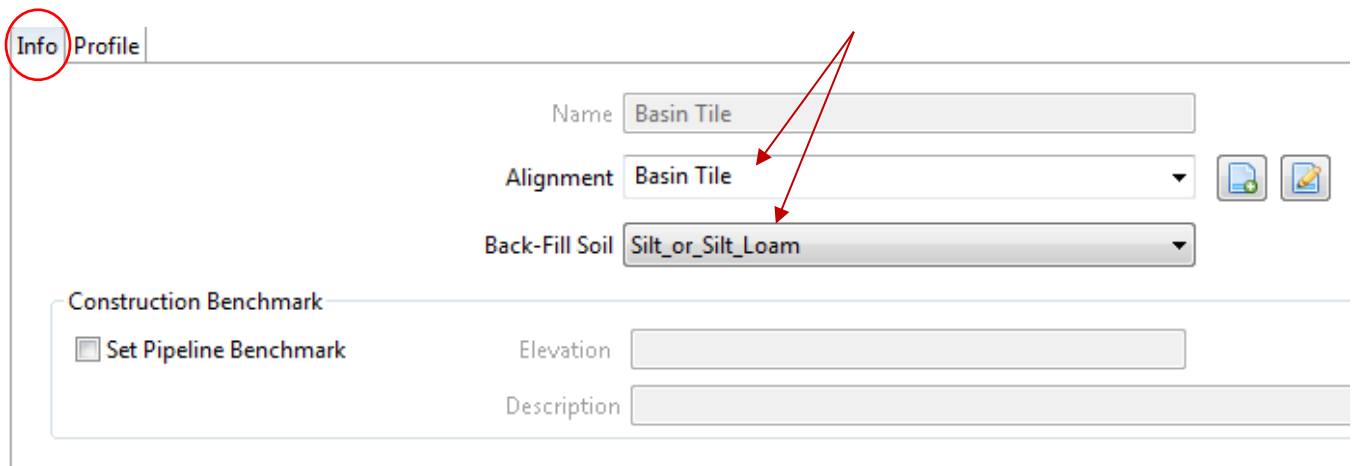 Info Profile
Name Basin Tile
Alignment Basin Tile
Back-Fill Soil Silt_or_Silt_Loam
Construction Benchmark
Set Pipeline Benchmark Elevation
Description